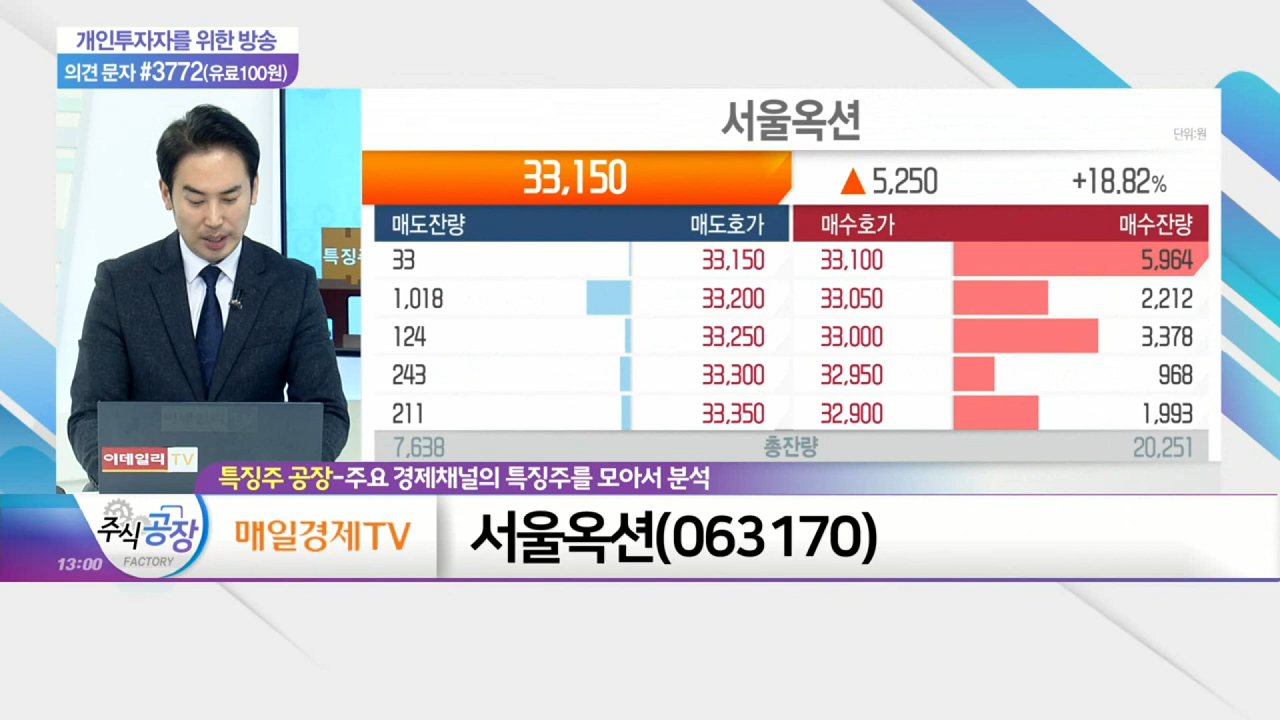 개인투자자를 위한 방송
의견 문자 #3772(유료100원)
서울옥션
단위:원
33,150 ▲ 5,250 +18.82%
매도잔량 매도호가 매수호가 매수잔량
33 33,150 33,100 5,964
1,018 33,200 33,050 2,212
124 33,250 33,000 3,378
243 33,300 32,950 968
211 33,350 32,900 1,993
7,638 총잔량 20,251
특징
이데일리 TV
이데일리TV
특징주 공장-주요 경제채널의 특징주를 모아서 분석
주식공장
FACTORY
13:00
매일경제TV
서울옥션(063170)